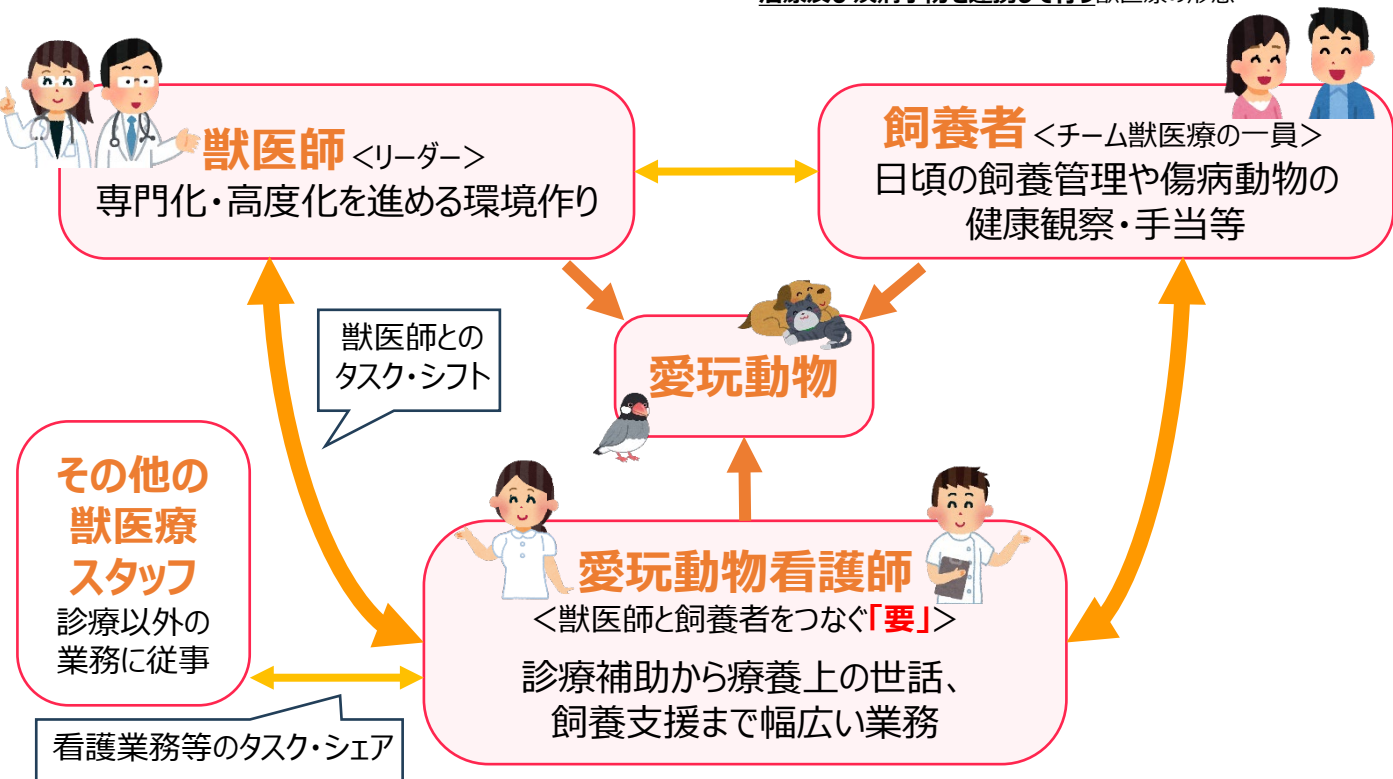 獣医師<リーダー>
専門化・高度化を進める環境作り
飼養者<チーム獣医療の一員>
日頃の飼養管理や傷病動物の
健康観察・手当等
獣医師との
タスク・シフト
愛玩動物
その他の
獣医療
スタッフ
診療以外の
業務に従事
愛玩動物看護師
<獣医師と飼養者をつなぐ「要」>
診療補助から療養上の世話、
飼養支援まで幅広い業務
看護業務等のタスク・シェア